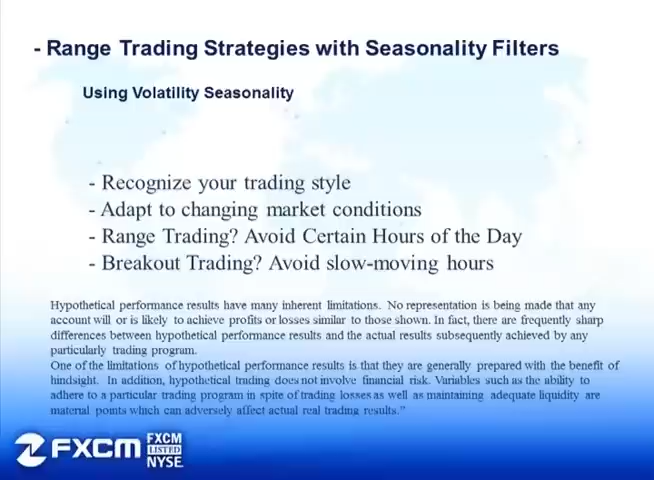 - Range Trading Strategies with Seasonality Filters
Using Volatility Seasonality
- Recognize your trading style
- Adapt to changing market conditions
- Range Trading? Avoid Certain Hours of the Day
- Breakout Trading? Avoid slow-moving hours
Hypothetical performance results have many inherent limitations. No representation is being made that any
account will or is likely to achieve profits or losses similar to those shown. In fact, there are frequently sharp
differences between hypothetical performance results and the actual results subsequently achieved by any
particularly trading program.
One of the limitations of hypothetical performance results is that they are generally prepared with the benefit of
hindsight. In addition, hypothetical trading does not involve financial risk. Variables such as the ability to
adhere to a particular trading program in spite of trading losses as well as maintaining adequate liquidity are
material points which can adversely affect actual real trading results."
FXCM
FXCM
LISTED
NYSE